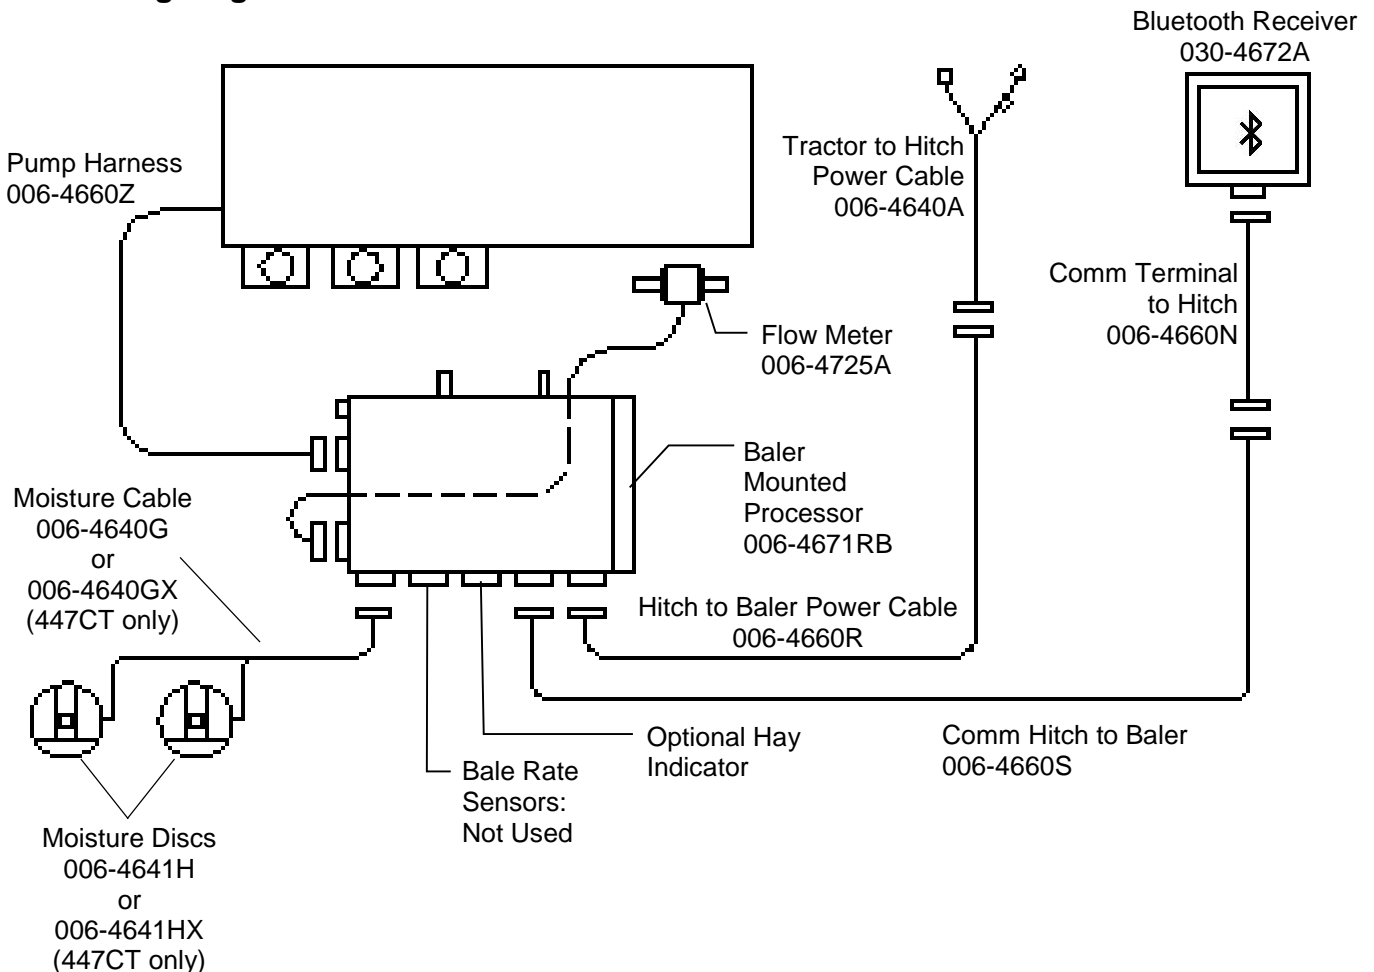 Bluetooth Receiver
030-4672A
Pump Harness
006-4660Z
Tractor to Hitch
Power Cable
006-4640A
Comm Terminal
to Hitch
006-4660N
Flow Meter
006-4725A
Baler
Mounted
Processor
006-4671RB
Moisture Cable
006-4640G
or
006-4640GX
(447CT only)
Hitch to Baler Power Cable
006-4660R
Optional Hay
Indicator
Comm Hitch to Baler
006-4660S
Bale Rate
Sensors:
Not Used
Moisture Discs
006-4641H
or
006-4641HX
(447CT only)